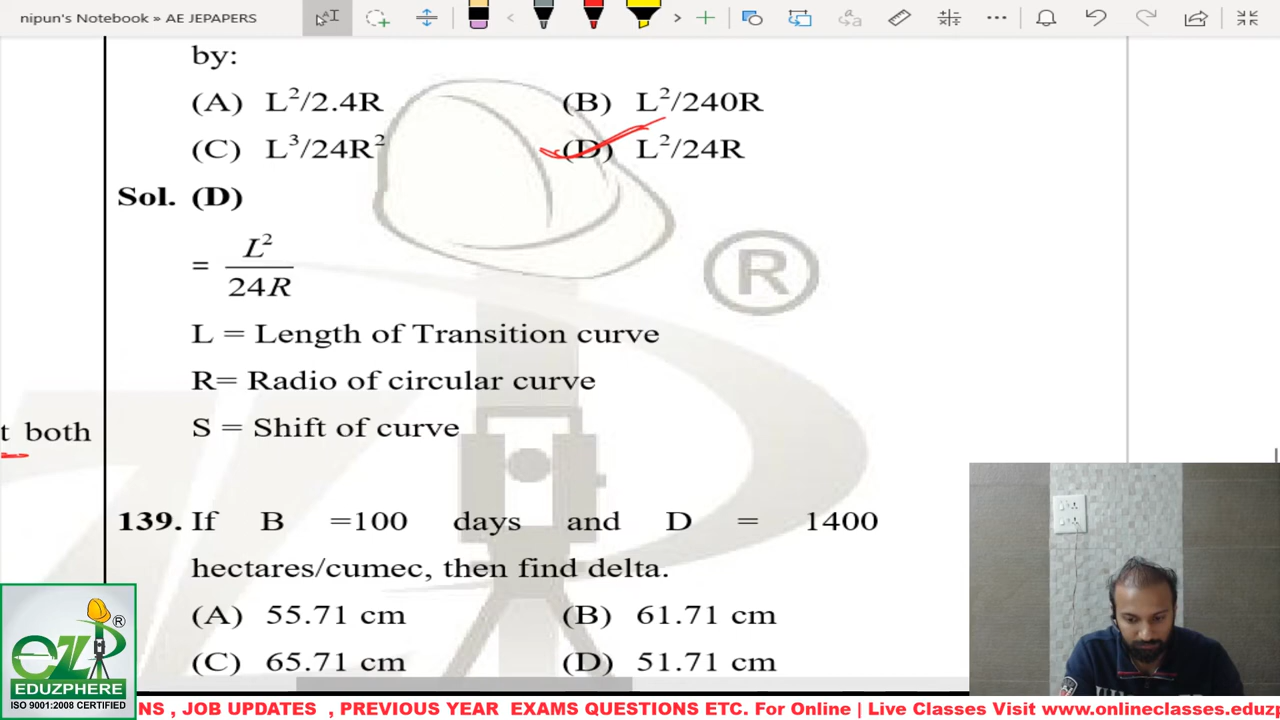 nipun's Notebook » AE JEPAPERS
by:
(A) L²/2.4R (B) L²/240R
(C) L³/24R² (D) L²/24R
Sol. (D)
= L²/24R
L = Length of Transition curve
R= Radio of circular curve
S = Shift of curve
t both
139. If B =100 days and D = 1400
hectares/cumec, then find delta.
(A) 55.71 cm (B) 61.71 cm
(C) 65.71 cm (D) 51.71 cm
R
®
EZ
EDUZPHERE
ISO 9001:2008 CERTIFIED
NS , JOB UPDATES , PREVIOUS YEAR EXAMS QUESTIONS ETC. For Online | Live Classes Visit www.onlineclasses.eduz